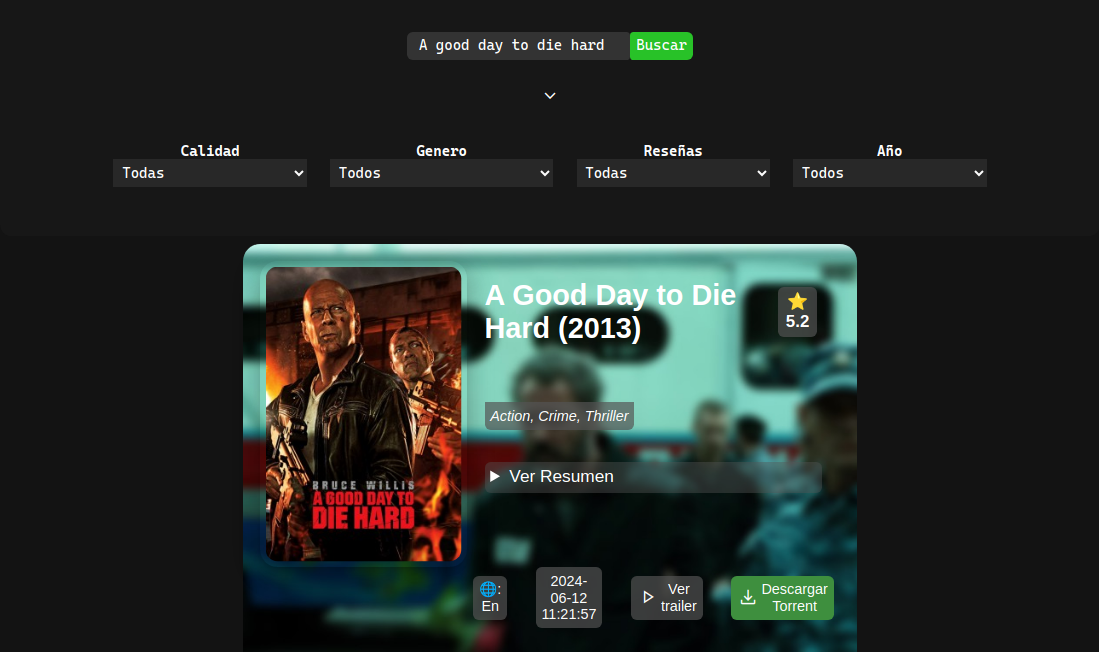 A good day to die hard Buscar
Calidad Genero Reseñas Año
Todas Todos Todas Todos
A Good Day to Die
Hard (2013)
5.2
Action, Crime, Thriller
Ver Resumen
BRUCE WILLIS
A GOOD DAY TO
DIE HARD
:
En
2024-
06-12
11:21:57
Ver
trailer
Descargar
Torrent